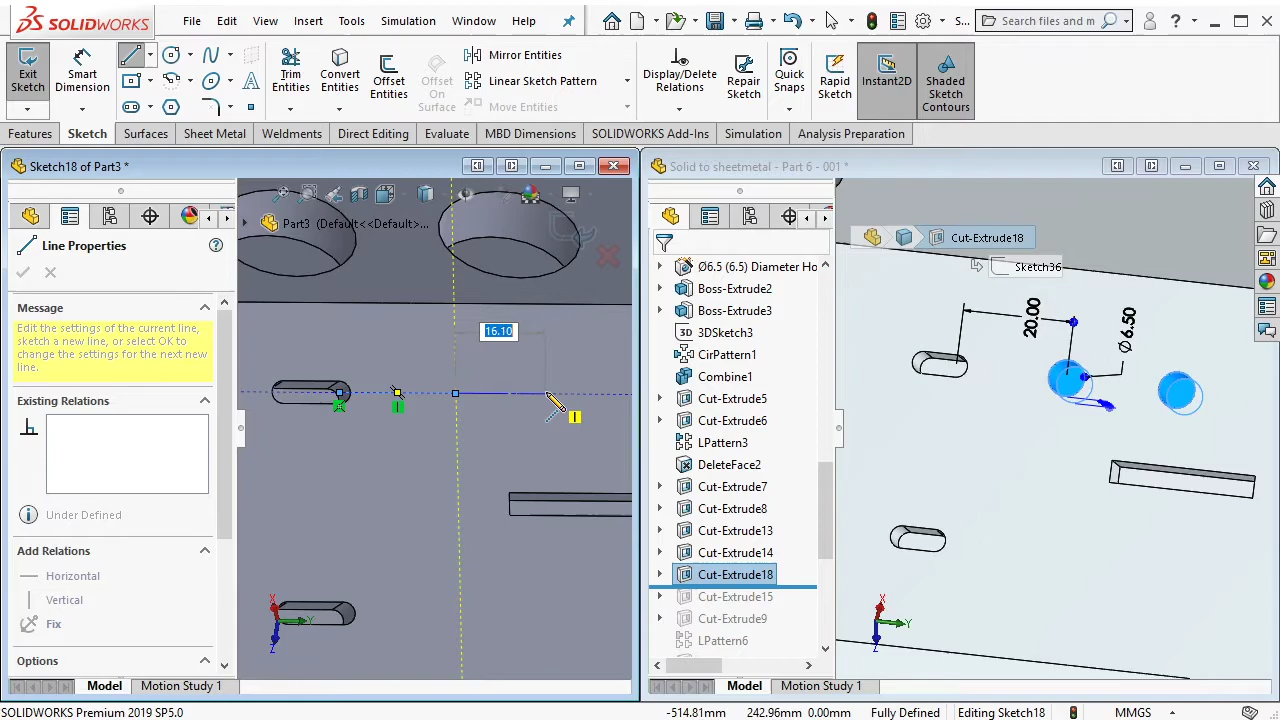 SOLIDWORKS File Edit View Insert Tools Simulation Window Help S... Search files and m ?
Exit Sketch
Smart Dimension
Trim Entities
Convert Entities
Offset Entities
Offset On Surface
Mirror Entities
Linear Sketch Pattern
Move Entities
Display/Delete Relations
Repair Sketch
Quick Snaps
Rapid Sketch
Instant2D
Shaded Sketch Contours
Features Sketch Surfaces Sheet Metal Weldments Direct Editing Evaluate MBD Dimensions SOLIDWORKS Add-Ins Simulation Analysis Preparation
Sketch18 of Part3 *
Line Properties
Message
Edit the settings of the current line,
sketch a new line, or select OK to
change the settings for the next new
line.
Existing Relations
Under Defined
Add Relations
Horizontal
Vertical
Fix
Options
Part3 (Default<<Default>...
16.10
X
Y
Z
Model Motion Study 1
Solid to sheetmetal - Part 6 - 001 *
Ø6.5 (6.5) Diameter Ho
Boss-Extrude2
Boss-Extrude3
3D 3DSketch3
CirPattern1
Combine1
Cut-Extrude5
Cut-Extrude6
LPattern3
DeleteFace2
Cut-Extrude7
Cut-Extrude8
Cut-Extrude13
Cut-Extrude14
Cut-Extrude18
Cut-Extrude15
Cut-Extrude9
LPattern6
Cut-Extrude18
Sketch36
20.00
Ø6.50
X
Y
Z
Model Motion Study 1
SOLIDWORKS Premium 2019 SP5.0 -514.81mm 242.96mm 0.00mm Fully Defined Editing Sketch18 MMGS